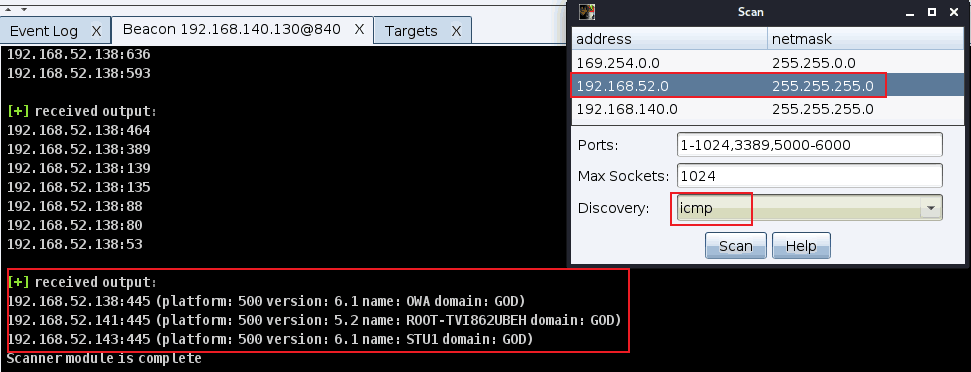 Event Log X
Beacon 192.168.140.130@840 X
Targets X
192.168.52.138:636
192.168.52.138:593
[+] received output:
192.168.52.138:464
192.168.52.138:389
192.168.52.138:139
192.168.52.138:135
192.168.52.138:88
192.168.52.138:80
192.168.52.138:53
[+] received output:
192.168.52.138:445 (platform: 500 version: 6.1 name: OWA domain: GOD)
192.168.52.141:445 (platform: 500 version: 5.2 name: ROOT-TVI862UBEH domain: GOD)
192.168.52.143:445 (platform: 500 version: 6.1 name: STU1 domain: GOD)
Scanner module is complete
Scan
address netmask
169.254.0.0 255.255.0.0
192.168.52.0 255.255.255.0
192.168.140.0 255.255.255.0
Ports: 1-1024,3389,5000-6000
Max Sockets: 1024
Discovery: icmp
Scan Help